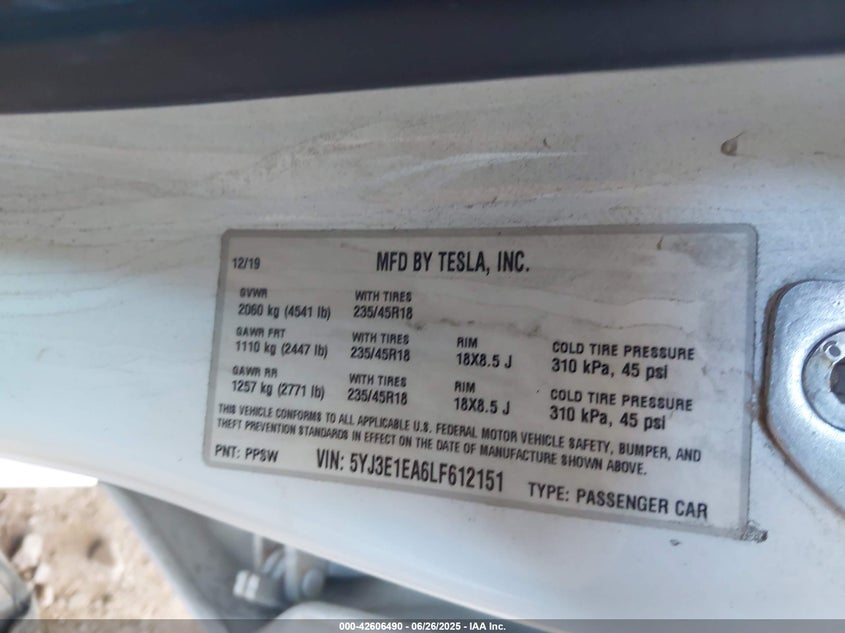 12/19 MFD BY TESLA, INC.
GVWR WITH TIRES
2060 kg (4541 lb) 235/45R18
GAWR FRT WITH TIRES RIM COLD TIRE PRESSURE
1110 kg (2447 lb) 235/45R18 18X8.5 J 310 kPa, 45 psi
GAWR RR WITH TIRES RIM COLD TIRE PRESSURE
1257 kg (2771 lb) 235/45R18 18X8.5 J 310 kPa, 45 psi
THIS VEHICLE CONFORMS TO ALL APPLICABLE U.S. FEDERAL MOTOR VEHICLE SAFETY, BUMPER, AND
THEFT PREVENTION STANDARDS IN EFFECT ON THE DATE OF MANUFACTURE SHOWN ABOVE.
PNT: PPSW VIN: 5YJ3E1EA6LF612151 TYPE: PASSENGER CAR
000-42606490 - 06/26/2025 - IAA Inc.